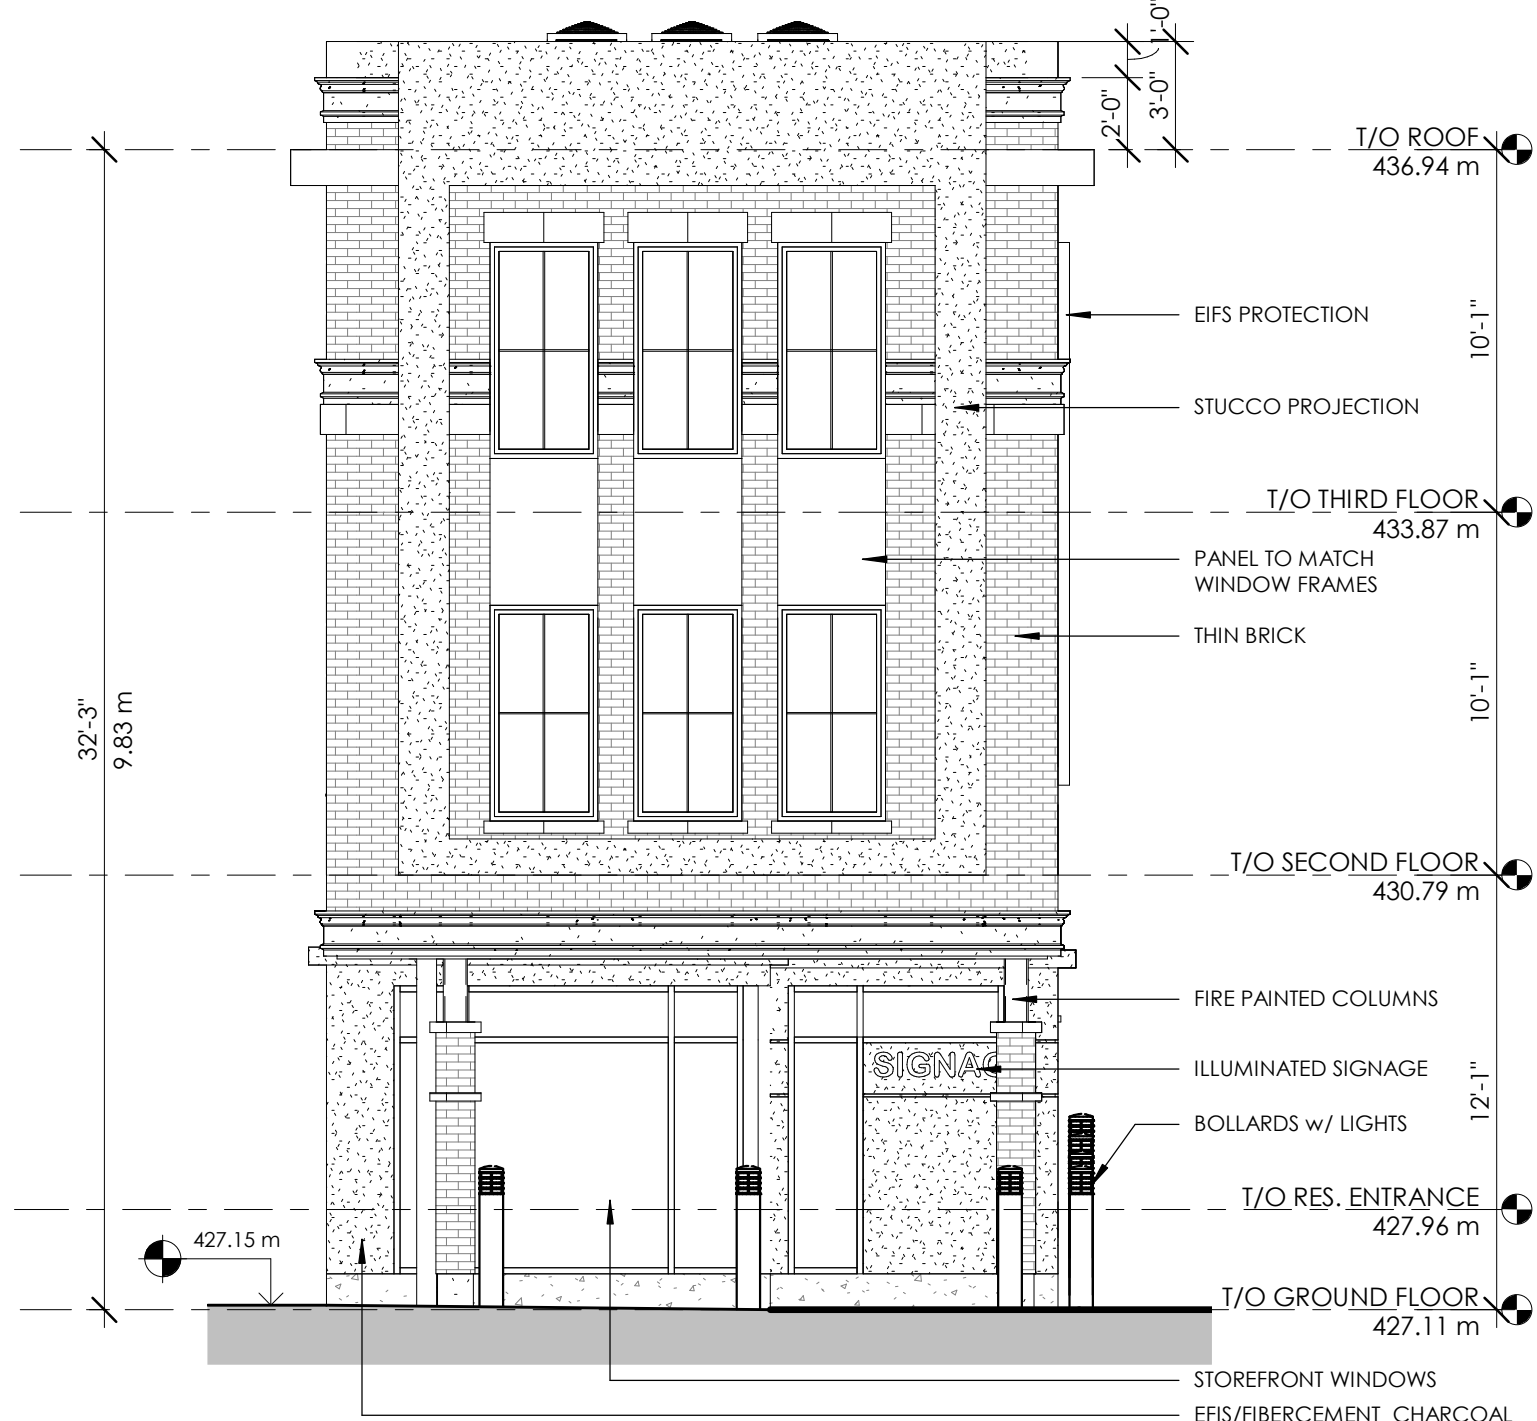 1'-0"
2'-0"
3'-0"
T/O ROOF
436.94 m
EIFS PROTECTION
10'-1"
STUCCO PROJECTION
T/O THIRD FLOOR
433.87 m
PANEL TO MATCH
WINDOW FRAMES
THIN BRICK
10'-1"
32'-3"
9.83 m
T/O SECOND FLOOR
430.79 m
FIRE PAINTED COLUMNS
SIGNAG
ILLUMINATED SIGNAGE
12'-1"
BOLLARDS w/ LIGHTS
T/O RES. ENTRANCE
427.96 m
427.15 m
T/O GROUND FLOOR
427.11 m
STOREFRONT WINDOWS
EFIS/FIBERCEMENT CHARCOAL